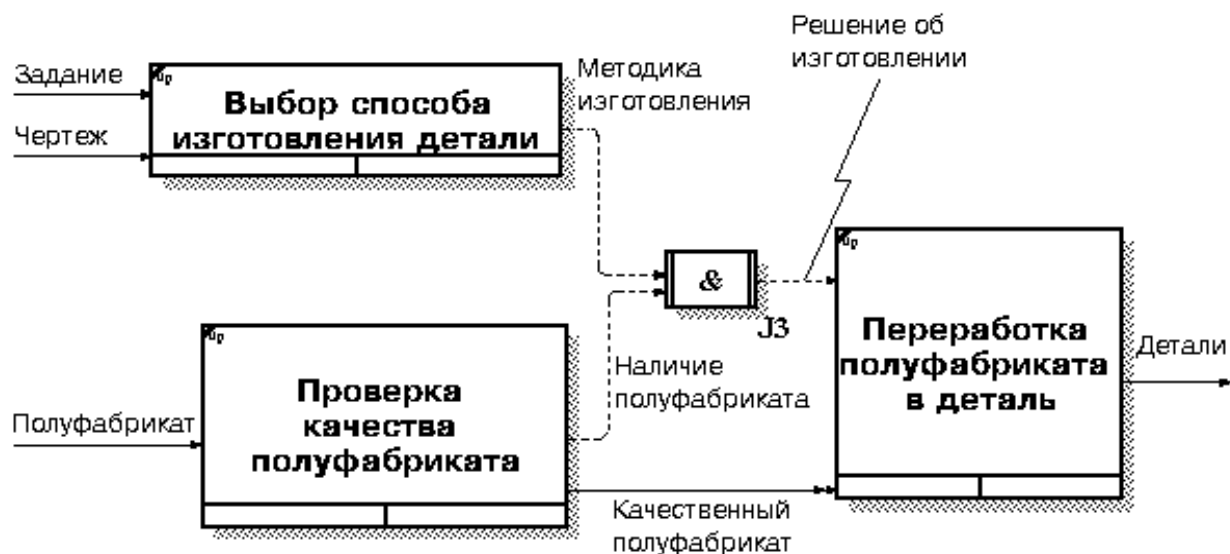 Решение об
изготовлении
Задание
Чертеж
Выбор способа
изготовления детали
Методика
изготовления
&
J3
Полуфабрикат
Проверка
качества
полуфабриката
Наличие
полуфабриката
Качественный
полуфабрикат
Переработка
полуфабриката
в деталь
Детали